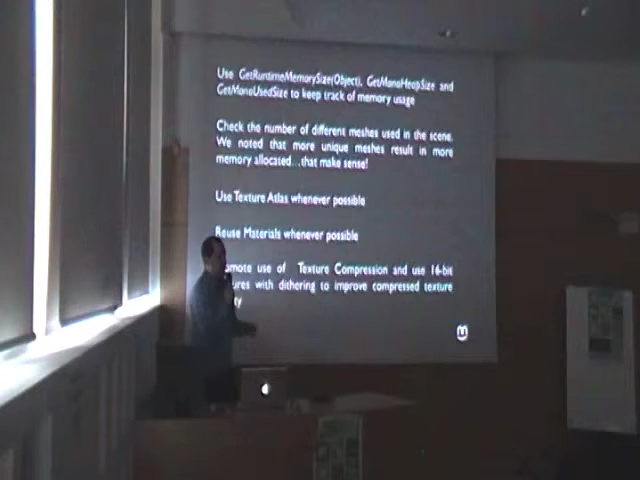 Use GetRuntimeMemorySize(Object), GetMonoHeapSize and
GetMonoUsedSize to keep track of memory usage
Check the number of different meshes used in the scene.
We noted that more unique meshes result in more
memory allocated...that make sense!
Use Texture Atlas whenever possible
Reuse Materials whenever possible
omote use of Texture Compression and use 16-bit
ures with dithering to improve compressed texture